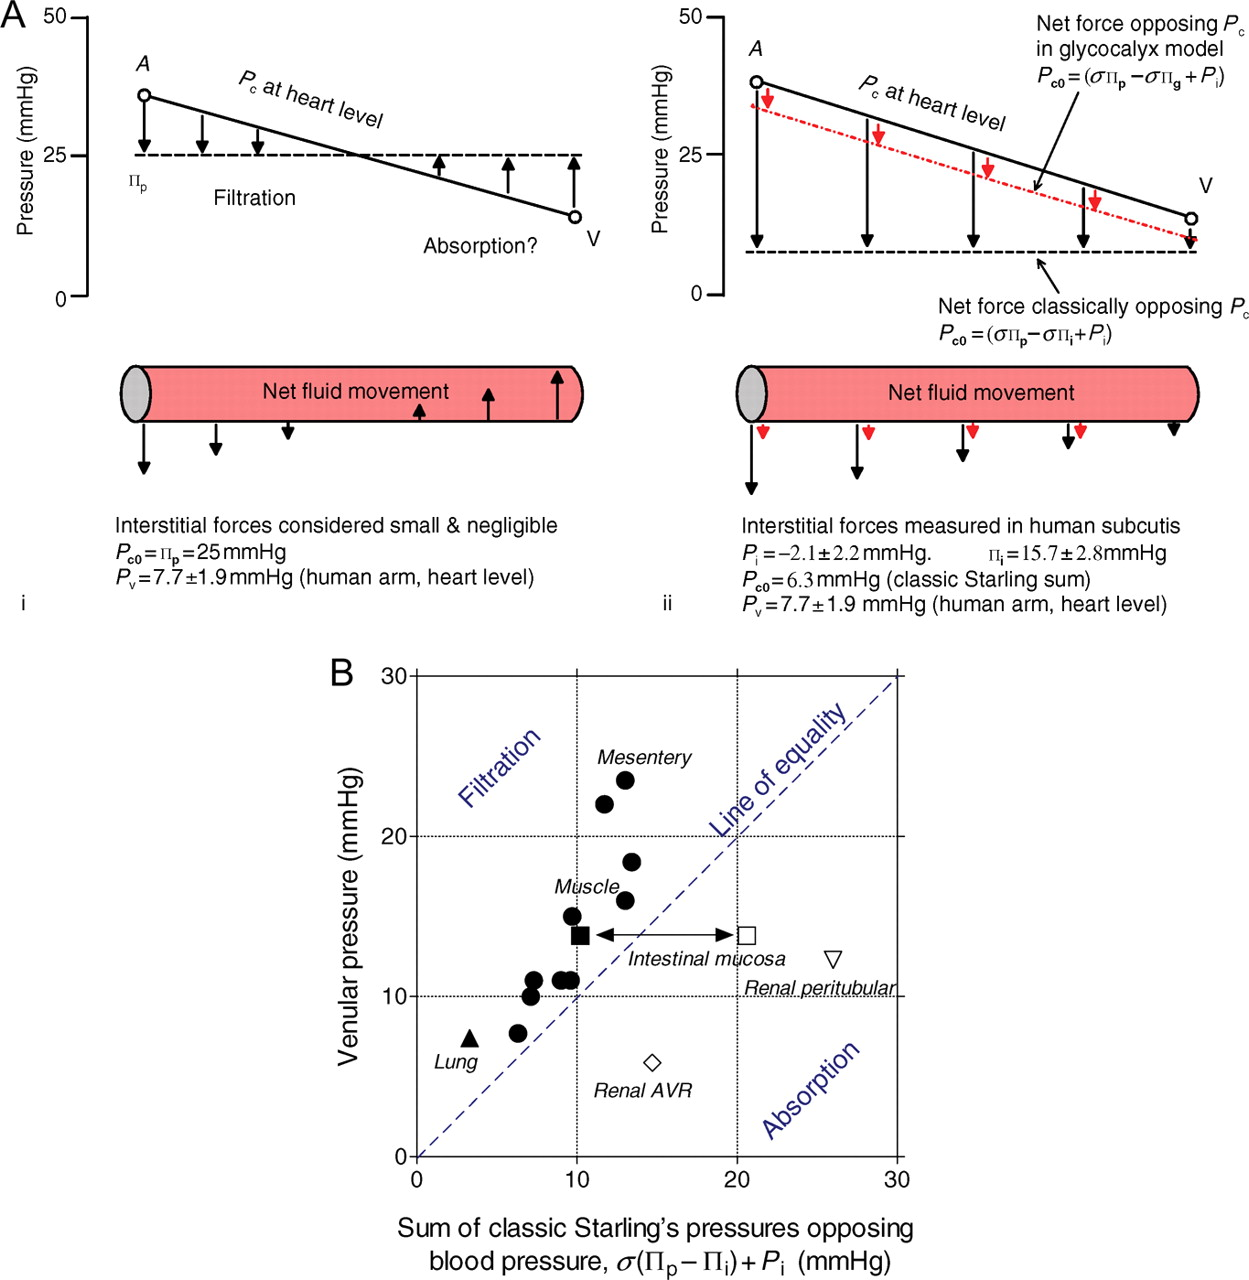 A
50
25
0
Pressure (mmHg)
A
Pc at heart level
Πp
Filtration
Absorption?
V
Net fluid movement
Interstitial forces considered small & negligible
Pc0 = Πp = 25 mmHg
Pv = 7.7 ± 1.9 mmHg (human arm, heart level)
i
50
25
0
Pressure (mmHg)
A
Pc at heart level
V
Net force opposing Pc
in glycocalyx model
Pc0 = (σΠp − σΠg + Pi)
Net force classically opposing Pc
Pc0 = (σΠp − σΠi + Pi)
Net fluid movement
Interstitial forces measured in human subcutis
Pi = −2.1 ± 2.2 mmHg. Πi = 15.7 ± 2.8mmHg
Pc0 = 6.3 mmHg (classic Starling sum)
Pv = 7.7 ± 1.9 mmHg (human arm, heart level)
ii
B
30
20
10
0
Venular pressure (mmHg)
Filtration
Mesentery
Line of equality
Muscle
Intestinal mucosa
Renal peritubular
Lung
Renal AVR
Absorption
0 10 20 30
Sum of classic Starling's pressures opposing
blood pressure, σ(Πp − Πi) + Pi (mmHg)